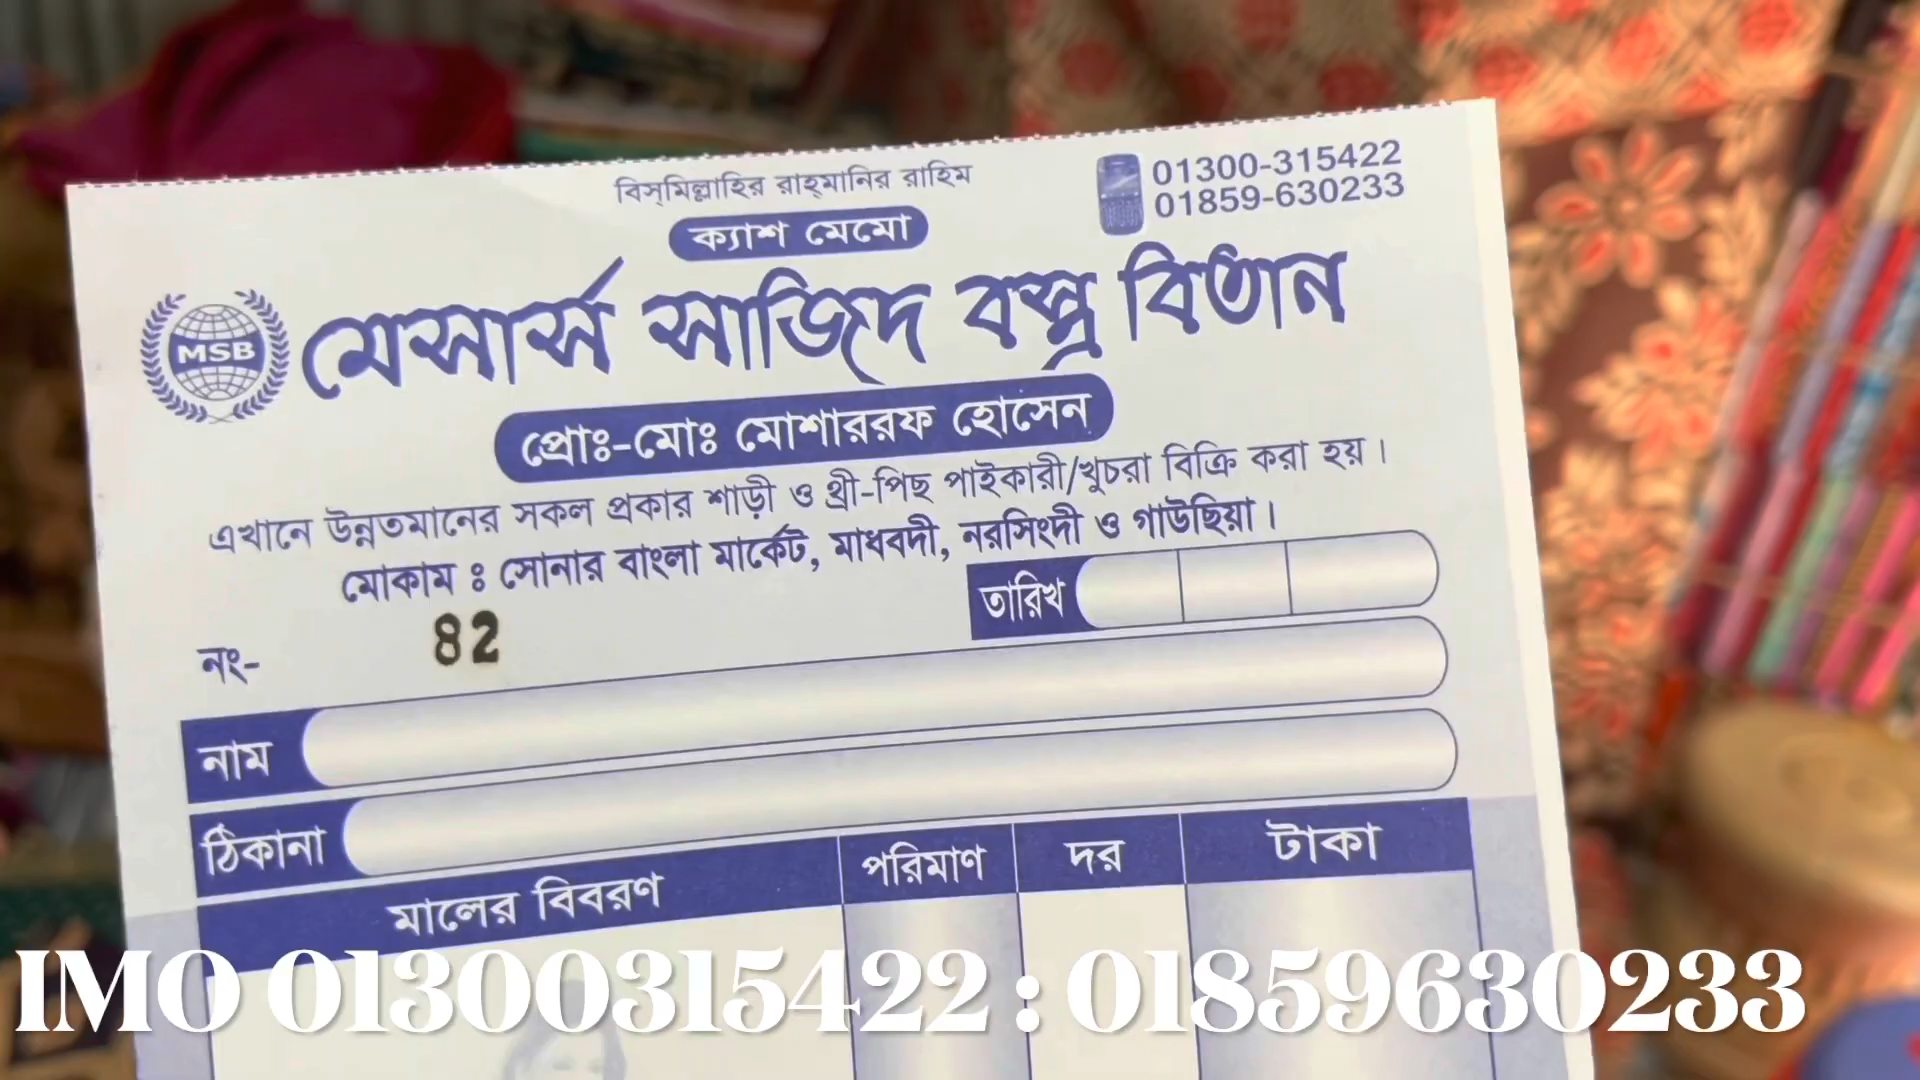 বিস্‌মিল্লাহির রাহ্‌মানির রাহিম
01300-315422
01859-630233
ক্যাশ মেমো
MSB
মেসার্স সাজিদ বস্ত্র বিতান
প্রোঃ-মোঃ মোশাররফ হোসেন
এখানে উন্নতমানের সকল প্রকার শাড়ী ও থ্রী-পিছ পাইকারী/খুচরা বিক্রি করা হয়।
মোকাম ঃ সোনার বাংলা মার্কেট, মাধবদী, নরসিংদী ও গাউছিয়া।
নং- 82
তারিখ
নাম
ঠিকানা
মালের বিবরণ পরিমাণ দর টাকা
IMO 01300315422 : 01859630233